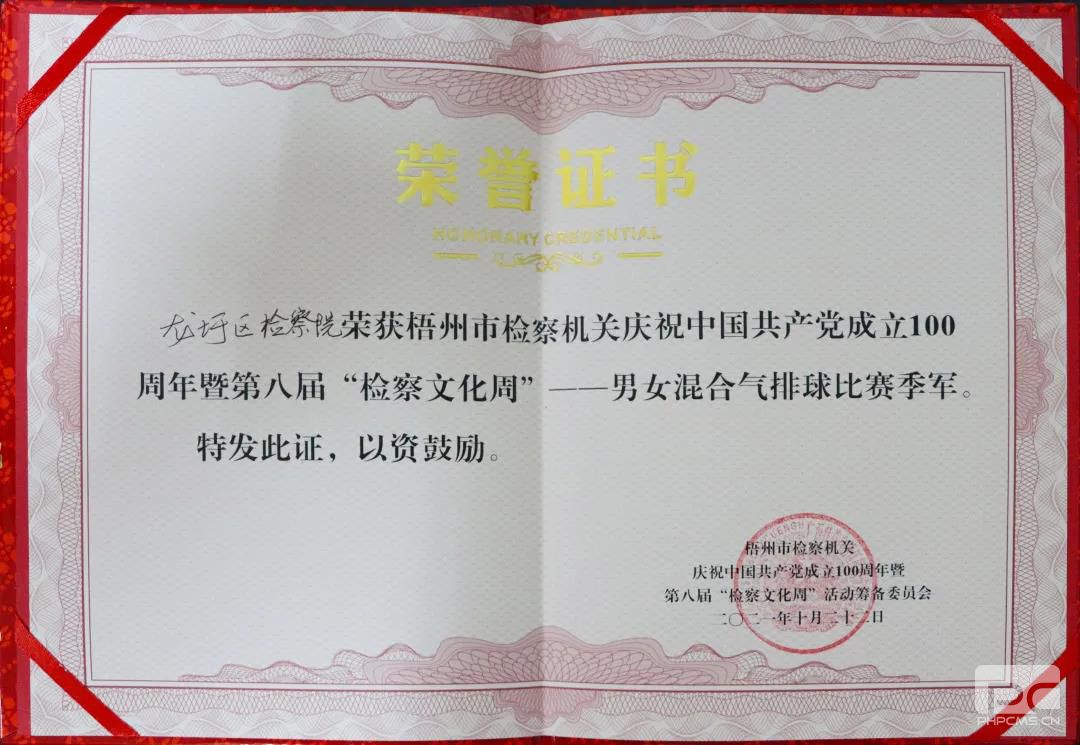 荣誉证书
HONORARY CREDENTIAL
龙圩区检察院荣获梧州市检察机关庆祝中国共产党成立100
周年暨第八届“检察文化周”——男女混合气排球比赛季军。
特发此证，以资鼓励。
梧州市检察机关
庆祝中国共产党成立100周年暨
第八届“检察文化周”活动筹备委员会
二〇二一年十月二十二日
PHPCMS.CN